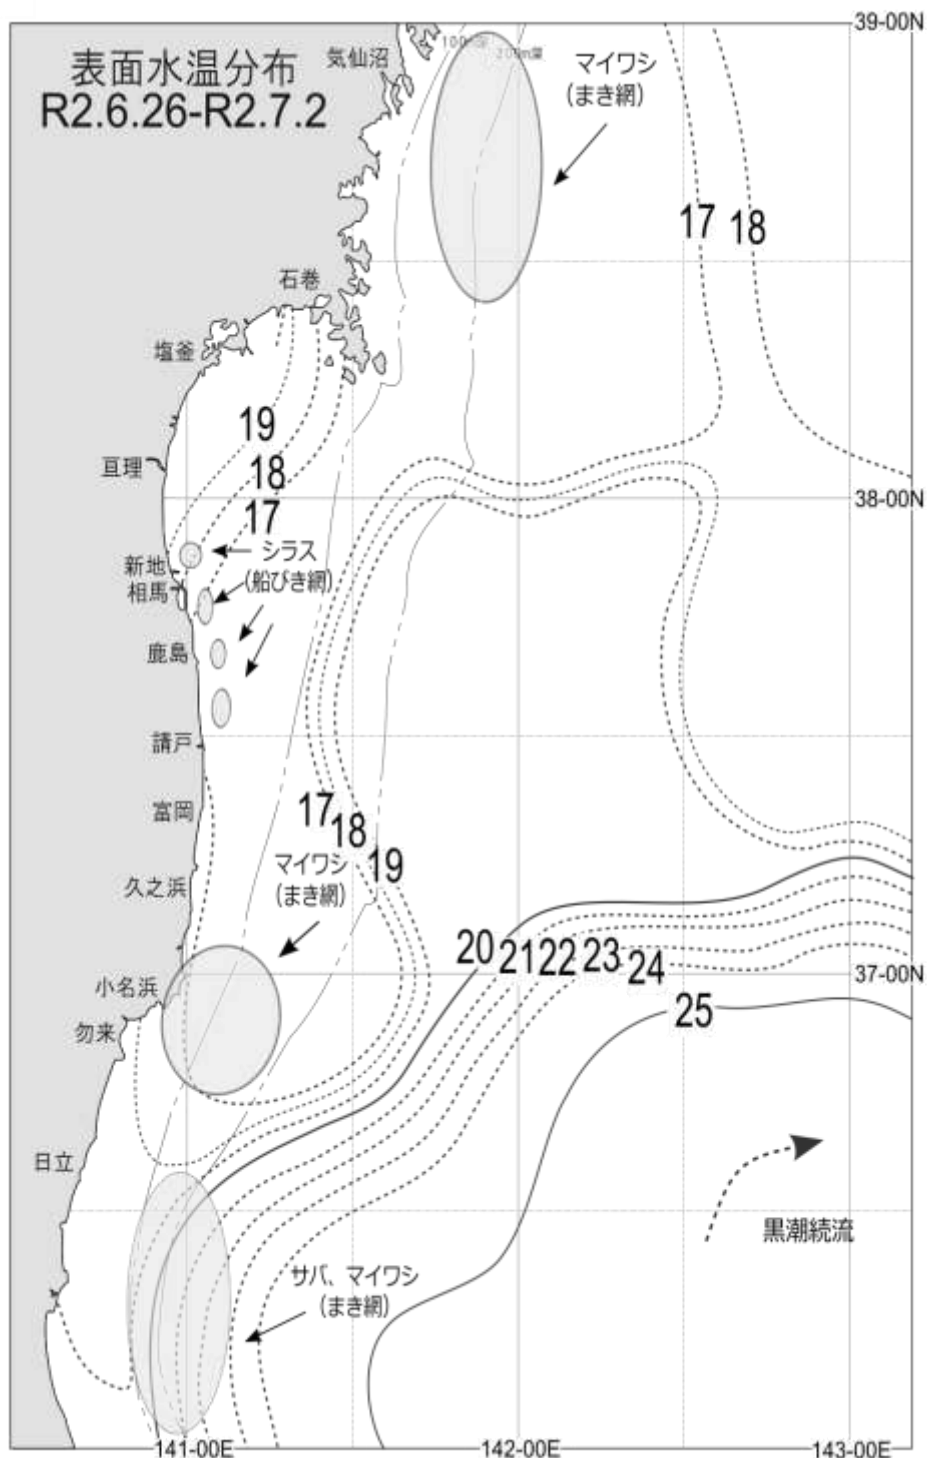 39-00N
表面水温分布
R2.6.26-R2.7.2
気仙沼
200m深
マイワシ
(まき網)
17
18
石巻
塩釜
19
亘理
18
38-00N
17
シラス
(船びき網)
新地
相馬
鹿島
請戸
富岡
17
18
19
マイワシ
(まき網)
久之浜
20
21
22
23
24
37-00N
小名浜
25
勿来
日立
黒潮続流
サバ、マイワシ
(まき網)
141-00E
142-00E
143-00E